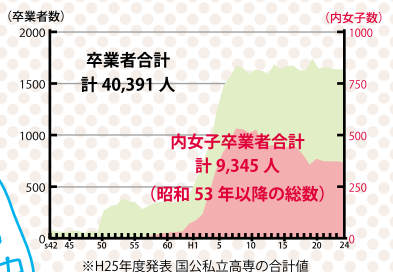 (卒業者数)
(内女子数)
2000
1000
卒業者合計
計 40,391 人
1500
750
1000
500
内女子卒業者合計
計 9,345 人
(昭和 53 年以降の総数)
500
250
0
0
s42 45 50 55 60 H1 5 10 15 20 24
※H25年度発表 国公私立高専の合計値